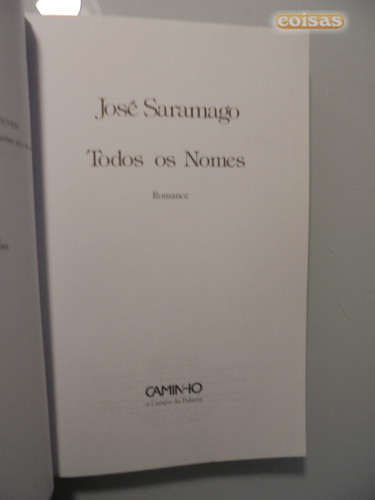 coisas
José Saramago
Todos os Nomes
Romance
CAMINHO
o Campo da Palavra